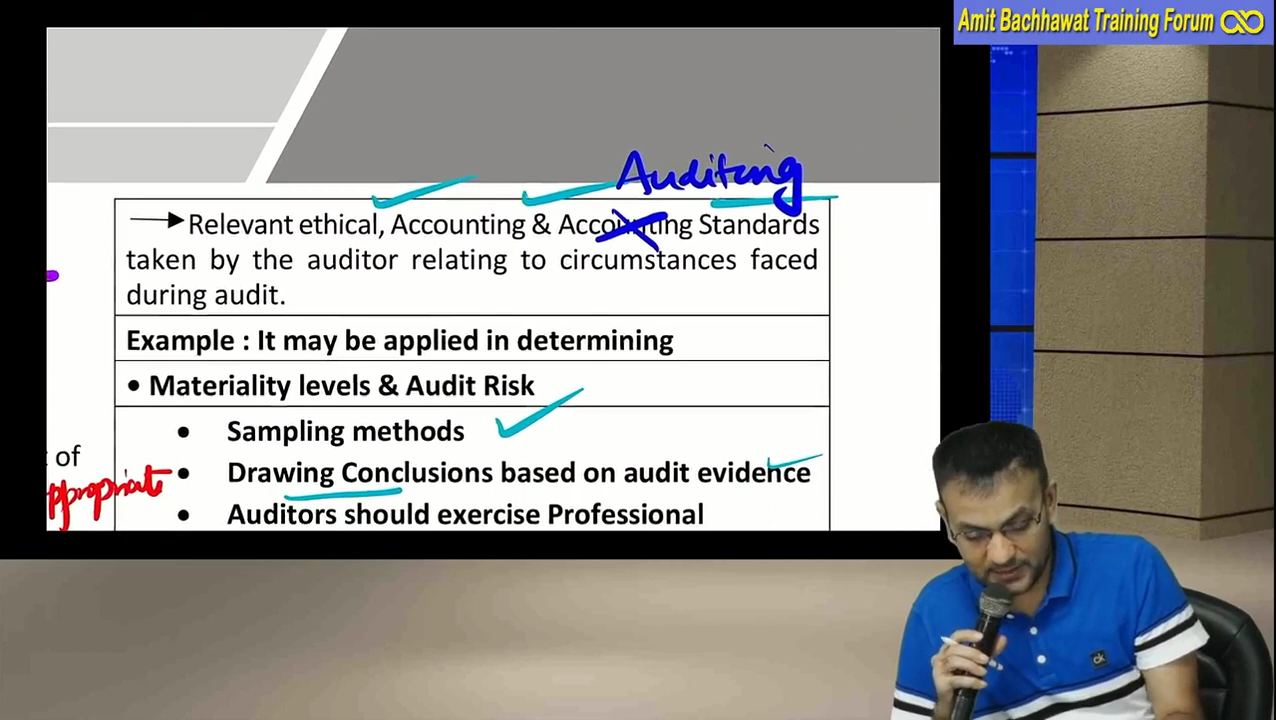 Amit Bachhawat Training Forum
Auditing
Relevant ethical, Accounting & Accounting Standards
taken by the auditor relating to circumstances faced
during audit.
Example : It may be applied in determining
• Materiality levels & Audit Risk
• Sampling methods
of
• Drawing Conclusions based on audit evidence
ppropriate
• Auditors should exercise Professional
ck